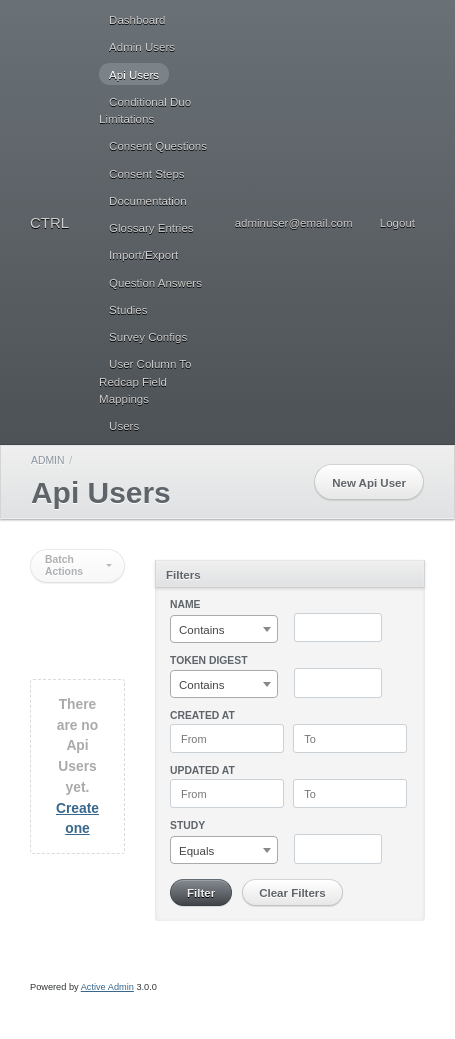 Dashboard
Admin Users
Api Users
Conditional Duo
Limitations
Consent Questions
Consent Steps
Documentation
CTRL
Glossary Entries
adminuser@email.com
Logout
Import/Export
Question Answers
Studies
Survey Configs
User Column To
Redcap Field
Mappings
Users
ADMIN /
Api Users
New Api User
Batch
Actions
There
are no
Api
Users
yet.
Create
one
Filters
NAME
Contains
TOKEN DIGEST
Contains
CREATED AT
From To
UPDATED AT
From To
STUDY
Equals
Filter Clear Filters
Powered by Active Admin 3.0.0